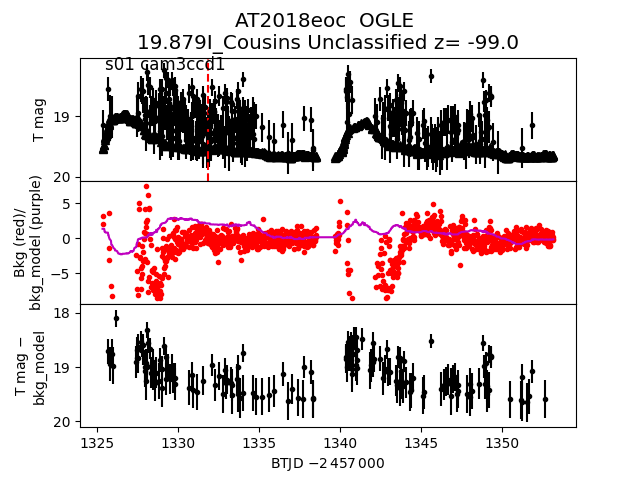 AT2018eoc  OGLE
19.879I_Cousins Unclassified z= -99.0
s01 cam3ccd1
T mag
19
20
Bkg (red)/
bkg_model (purple)
5
0
−5
T mag −
bkg_model
18
19
20
1325 1330 1335 1340 1345 1350
BTJD −2 457 000